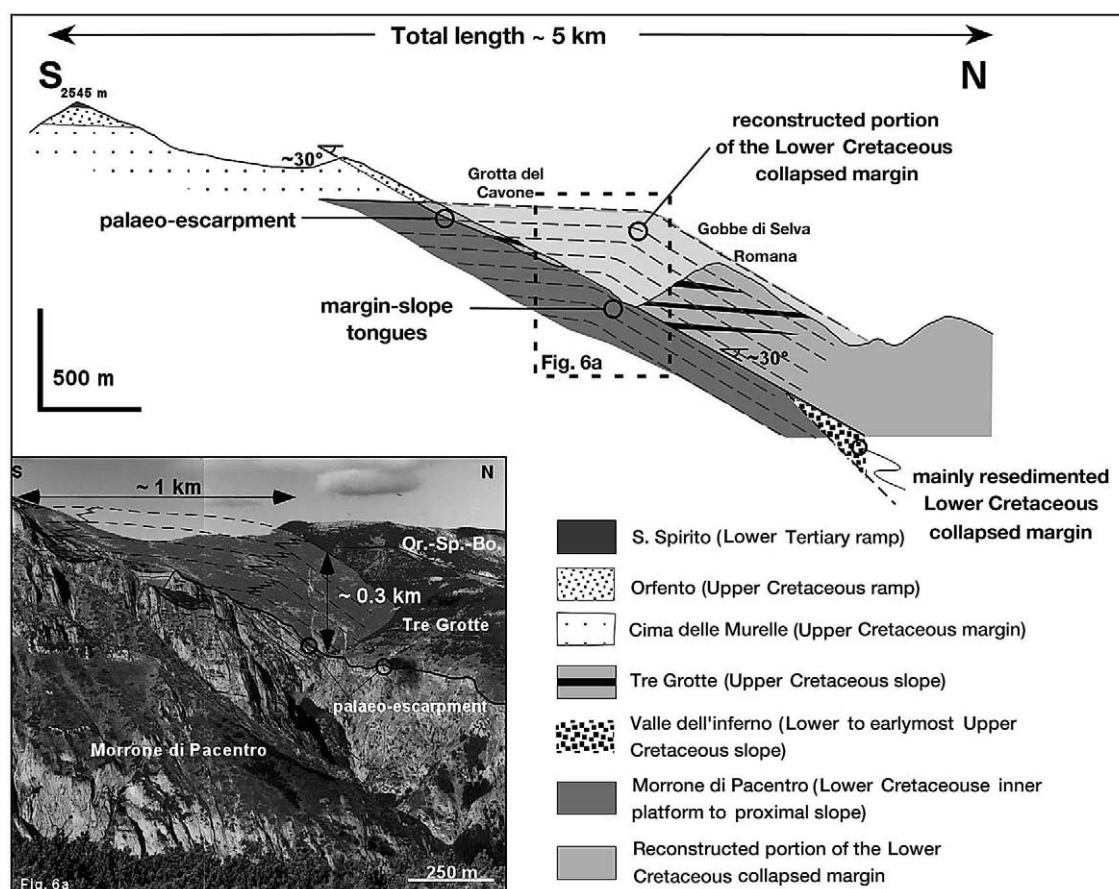 Total length ~ 5 km
S
N
2545 m
~30°
reconstructed portion
of the Lower Cretaceous
collapsed margin
Grotta del
Cavone
palaeo-escarpment
Gobbe di Selva
Romana
margin-slope
tongues
~30°
Fig. 6a
500 m
mainly resedimented
Lower Cretaceous
collapsed margin
S
N
~ 1 km
Or.-Sp.-Bo.
~ 0.3 km
Tre Grotte
palaeo-escarpment
Morrone di Pacentro
Fig. 6a
250 m
S. Spirito (Lower Tertiary ramp)
Orfento (Upper Cretaceous ramp)
Cima delle Murelle (Upper Cretaceous margin)
Tre Grotte (Upper Cretaceous slope)
Valle dell'inferno (Lower to earlymost Upper
Cretaceous slope)
Morrone di Pacentro (Lower Cretaceouse inner
platform to proximal slope)
Reconstructed portion of the Lower
Cretaceous collapsed margin